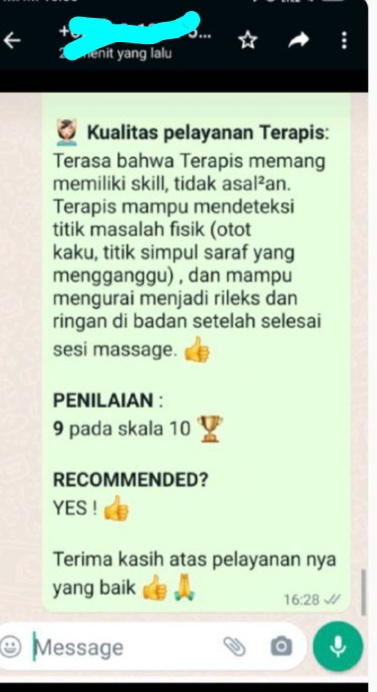 menit yang lalu
💆 Kualitas pelayanan Terapis:
Terasa bahwa Terapis memang
memiliki skill, tidak asal²an.
Terapis mampu mendeteksi
titik masalah fisik (otot
kaku, titik simpul saraf yang
mengganggu) , dan mampu
mengurai menjadi rileks dan
ringan di badan setelah selesai
sesi massage. 👍
PENILAIAN :
9 pada skala 10 🏆
RECOMMENDED?
YES ! 👍
Terima kasih atas pelayanan nya
yang baik 👍🙏
16:28
Message